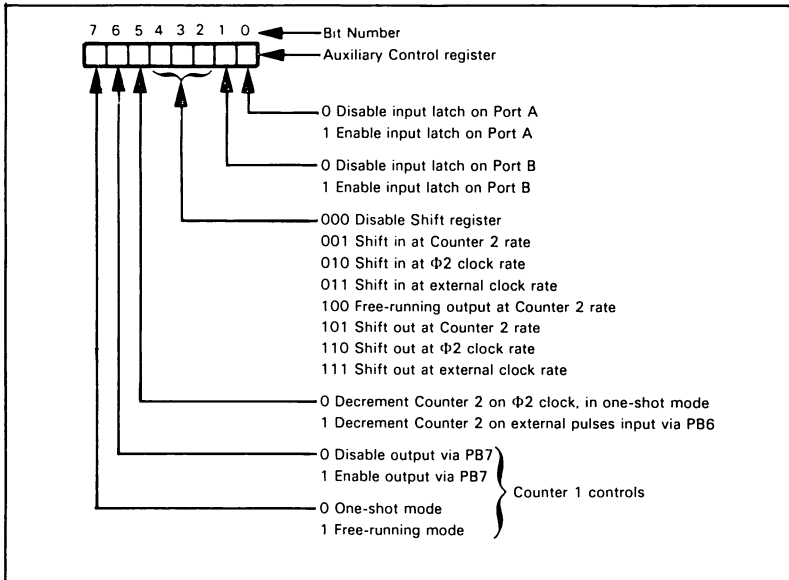 7 6 5 4 3 2 1 0 Bit Number
Auxiliary Control register
0 Disable input latch on Port A
1 Enable input latch on Port A
0 Disable input latch on Port B
1 Enable input latch on Port B
000 Disable Shift register
001 Shift in at Counter 2 rate
010 Shift in at Φ2 clock rate
011 Shift in at external clock rate
100 Free-running output at Counter 2 rate
101 Shift out at Counter 2 rate
110 Shift out at Φ2 clock rate
111 Shift out at external clock rate
0 Decrement Counter 2 on Φ2 clock, in one-shot mode
1 Decrement Counter 2 on external pulses input via PB6
0 Disable output via PB7
1 Enable output via PB7
Counter 1 controls
0 One-shot mode
1 Free-running mode